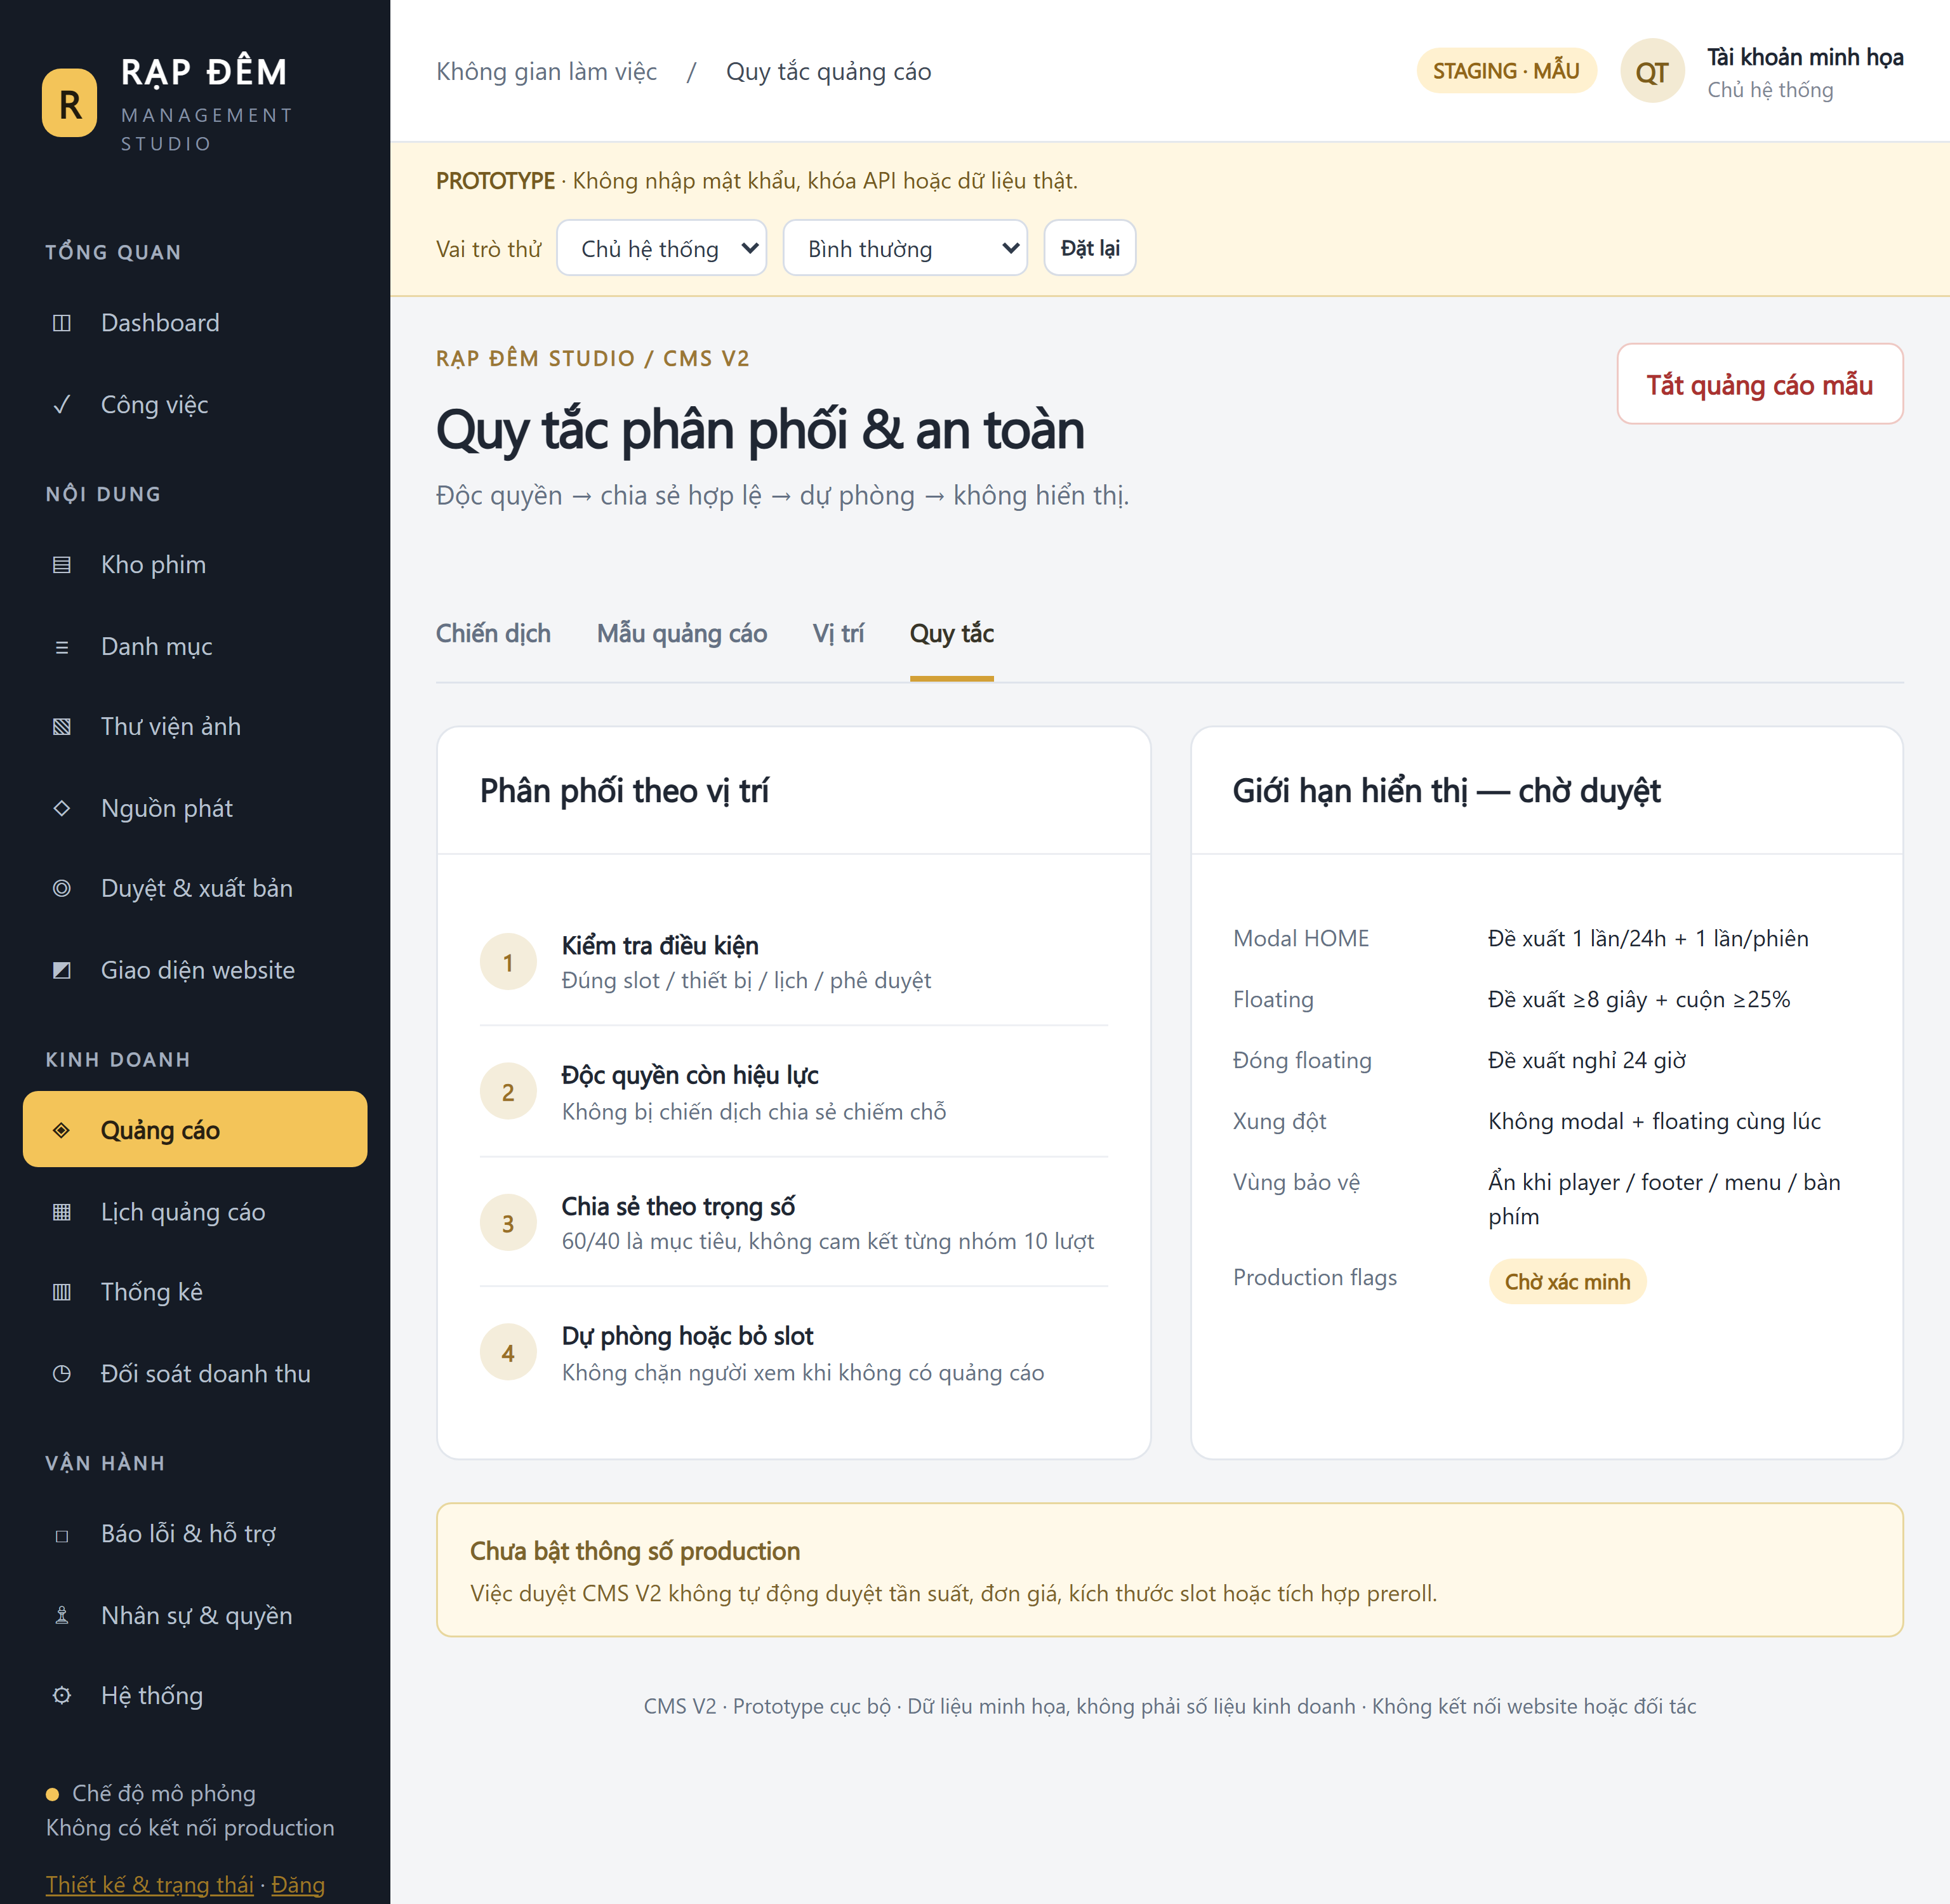 R
RẠP ĐÊM
MANAGEMENT
STUDIO
TỔNG QUAN
Dashboard
Công việc
NỘI DUNG
Kho phim
Danh mục
Thư viện ảnh
Nguồn phát
Duyệt & xuất bản
Giao diện website
KINH DOANH
Quảng cáo
Lịch quảng cáo
Thống kê
Đối soát doanh thu
VẬN HÀNH
Báo lỗi & hỗ trợ
Nhân sự & quyền
Hệ thống
Chế độ mô phỏng
Không có kết nối production
Thiết kế & trạng thái · Đăng
Không gian làm việc / Quy tắc quảng cáo
STAGING · MẪU
QT
Tài khoản minh họa
Chủ hệ thống
PROTOTYPE · Không nhập mật khẩu, khóa API hoặc dữ liệu thật.
Vai trò thử Chủ hệ thống Bình thường Đặt lại
RẠP ĐÊM STUDIO / CMS V2
Quy tắc phân phối & an toàn
Độc quyền → chia sẻ hợp lệ → dự phòng → không hiển thị.
Tắt quảng cáo mẫu
Chiến dịch Mẫu quảng cáo Vị trí Quy tắc
Phân phối theo vị trí
1 Kiểm tra điều kiện
Đúng slot / thiết bị / lịch / phê duyệt
2 Độc quyền còn hiệu lực
Không bị chiến dịch chia sẻ chiếm chỗ
3 Chia sẻ theo trọng số
60/40 là mục tiêu, không cam kết từng nhóm 10 lượt
4 Dự phòng hoặc bỏ slot
Không chặn người xem khi không có quảng cáo
Giới hạn hiển thị — chờ duyệt
Modal HOME Đề xuất 1 lần/24h + 1 lần/phiên
Floating Đề xuất ≥8 giây + cuộn ≥25%
Đóng floating Đề xuất nghỉ 24 giờ
Xung đột Không modal + floating cùng lúc
Vùng bảo vệ Ẩn khi player / footer / menu / bàn
phím
Production flags Chờ xác minh
Chưa bật thông số production
Việc duyệt CMS V2 không tự động duyệt tần suất, đơn giá, kích thước slot hoặc tích hợp preroll.
CMS V2 · Prototype cục bộ · Dữ liệu minh họa, không phải số liệu kinh doanh · Không kết nối website hoặc đối tác